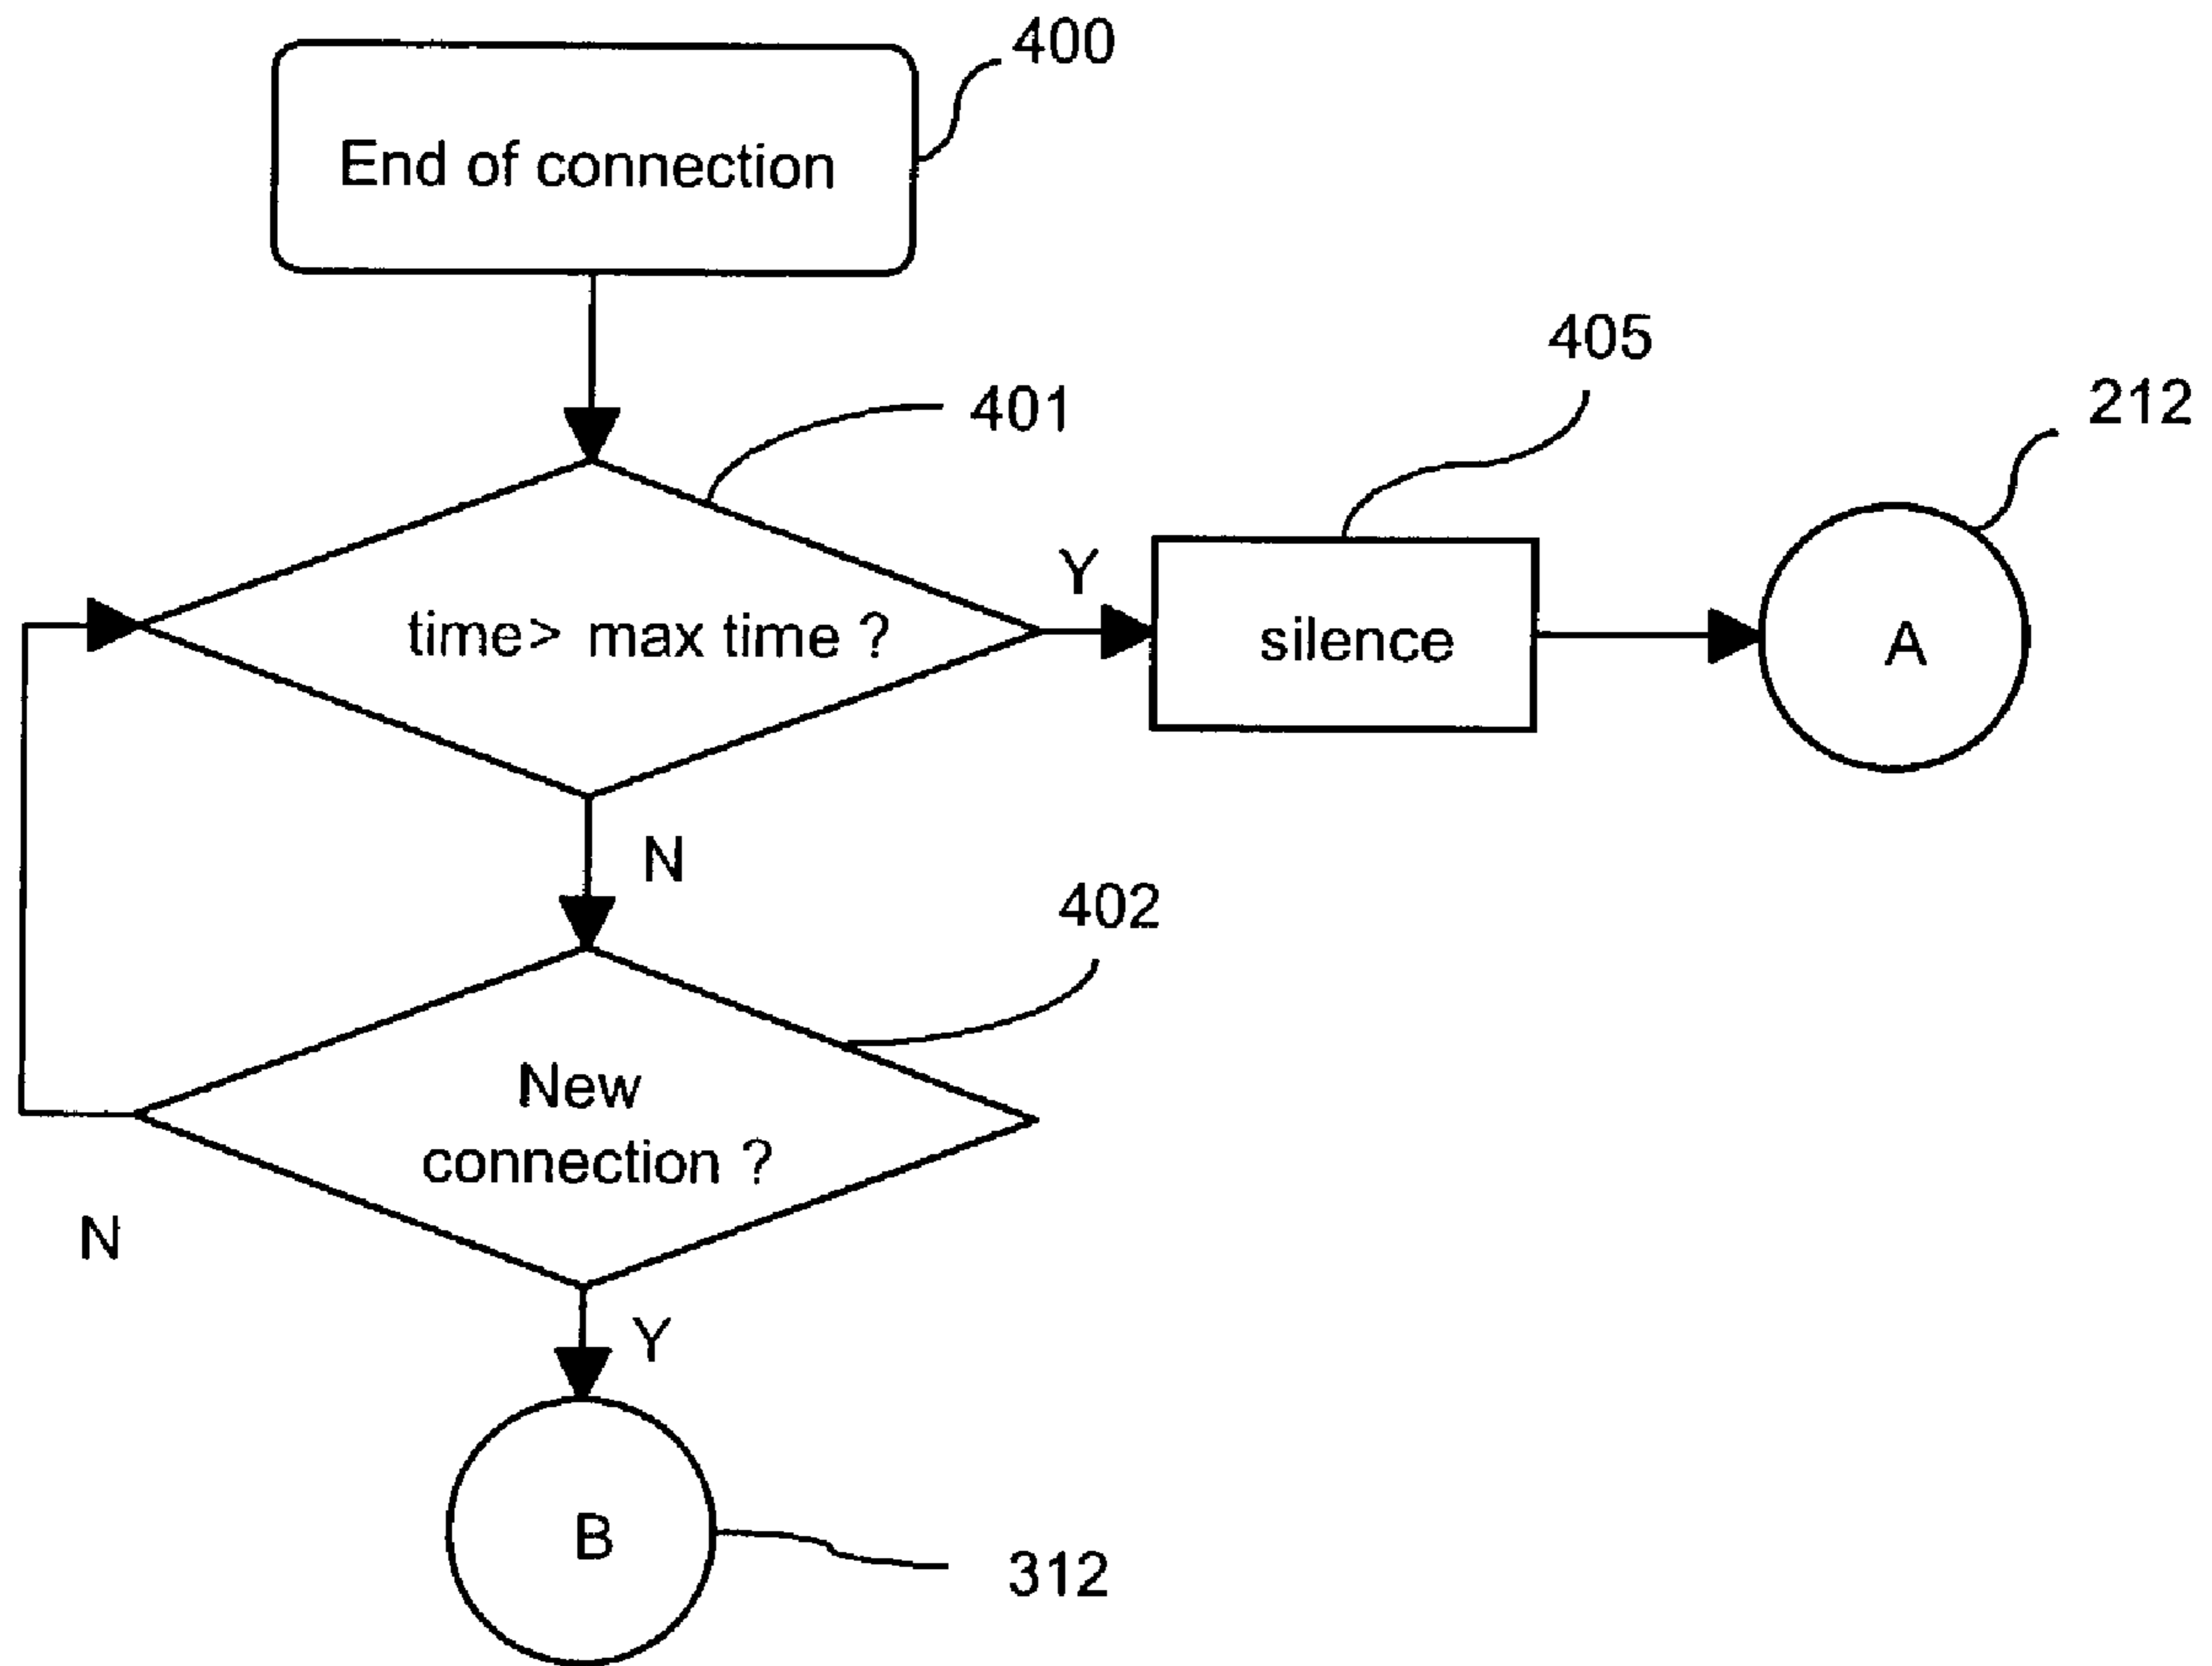 400
End of connection
405
212
401
Y
time> max time ?
silence
A
N
402
New
connection ?
N
Y
B
312